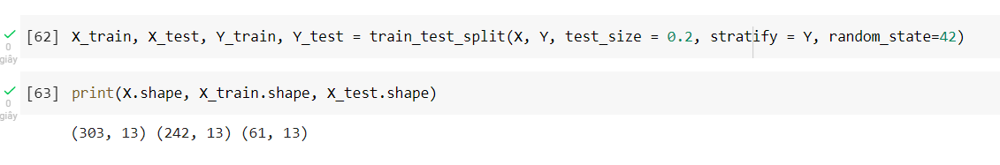 [62] X_train, X_test, Y_train, Y_test = train_test_split(X, Y, test_size = 0.2, stratify = Y, random_state=42)
0
giây
[63] print(X.shape, X_train.shape, X_test.shape)
0
giây
(303, 13) (242, 13) (61, 13)